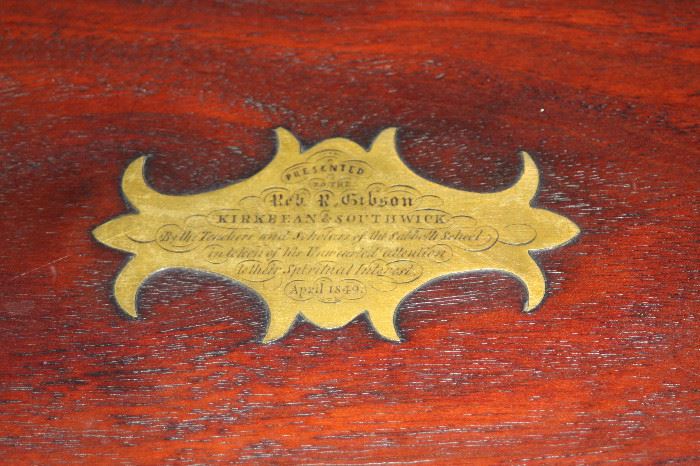 PRESENTED
TO THE
Rev. R. Gibson
KIRKBEAN & SOUTHWICK
By the Teachers and Scholars of the Sabbath School
in token of his Unwearied attention
to their Spiritual Interest
April 1849.